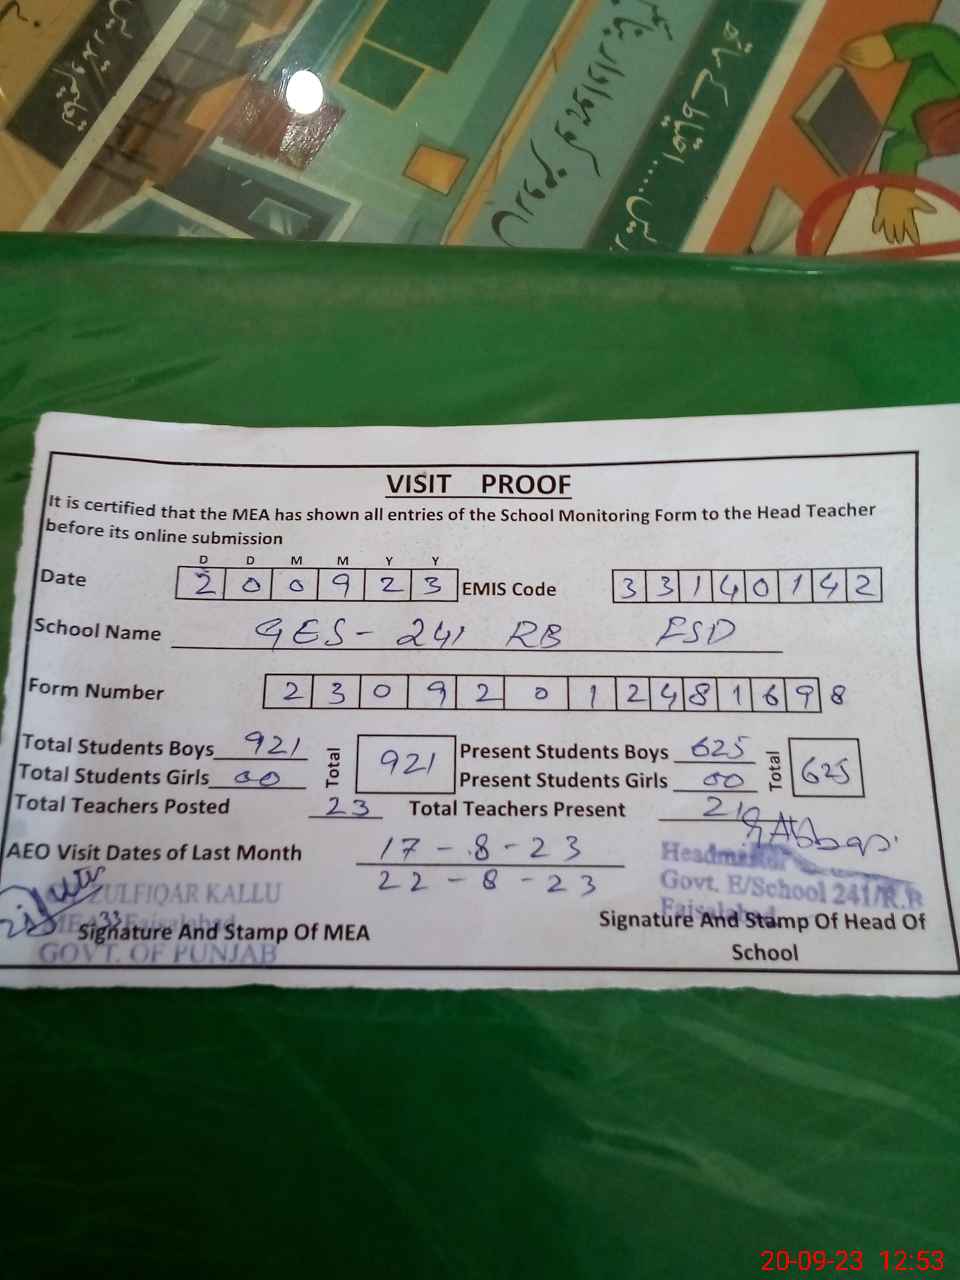 VISIT PROOF
It is certified that the MEA has shown all entries of the School Monitoring Form to the Head Teacher
before its online submission
D D M M Y Y
Date 2 0 0 9 2 3 EMIS Code 3 3 1 4 0 1 4 2
School Name GES - 241 RB FSD
Form Number 2 3 0 9 2 0 1 2 4 8 1 6 9 8
Total Students Boys 921 Total 921 Present Students Boys 625 Total 625
Total Students Girls 00 Present Students Girls 00
Total Teachers Posted 23 Total Teachers Present 21
AEO Visit Dates of Last Month 17 - 8 - 23
22 - 8 - 23
ZULFIQAR KALLU
MEA 33 Faisalabad
GOVT. OF PUNJAB
Signature And Stamp Of MEA
Headmaster
Govt. E/School 241/R.B
Faisalabad
Signature And Stamp Of Head Of
School
20-09-23 12:53